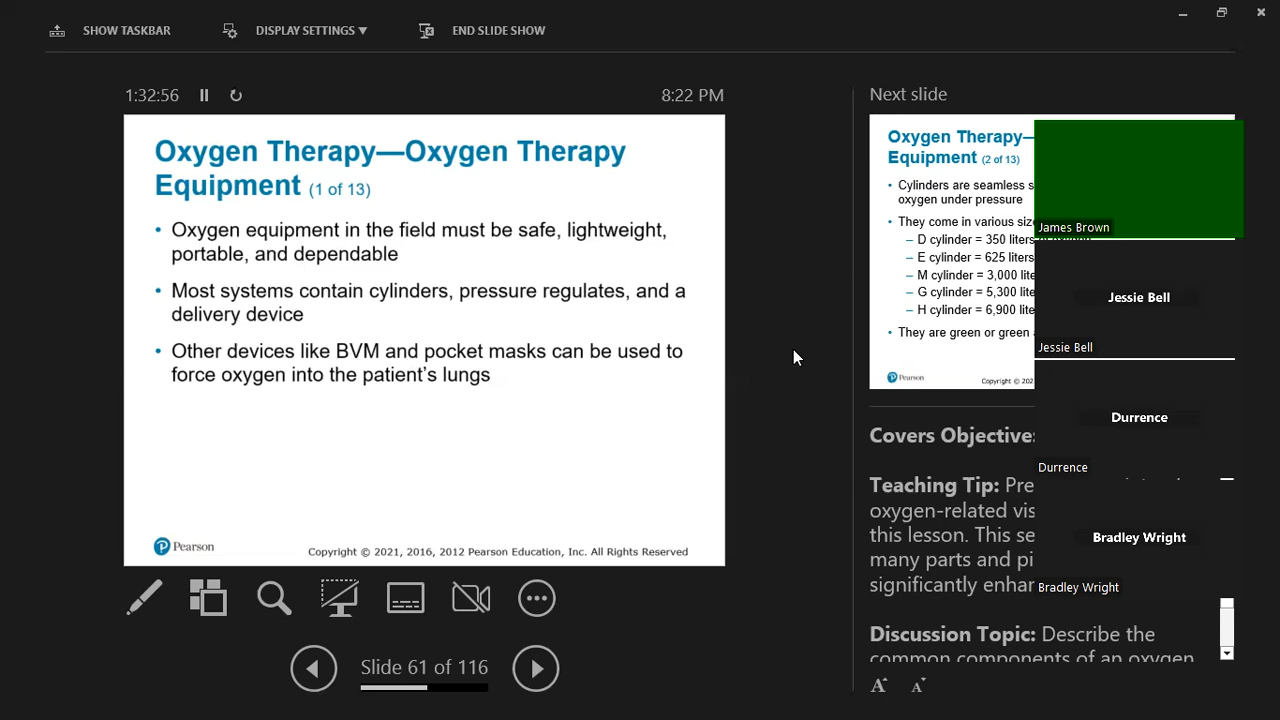 SHOW TASKBAR
DISPLAY SETTINGS ▼
END SLIDE SHOW
1:32:56
8:22 PM
Oxygen Therapy—Oxygen Therapy
Equipment (1 of 13)
• Oxygen equipment in the field must be safe, lightweight,
portable, and dependable
• Most systems contain cylinders, pressure regulates, and a
delivery device
• Other devices like BVM and pocket masks can be used to
force oxygen into the patient's lungs
Pearson
Copyright © 2021, 2016, 2012 Pearson Education, Inc. All Rights Reserved
Slide 61 of 116
Next slide
Oxygen Therapy—
Equipment (2 of 13)
• Cylinders are seamless s
oxygen under pressure
• They come in various size
– D cylinder = 350 liters
– E cylinder = 625 liters
– M cylinder = 3,000 lite
– G cylinder = 5,300 lite
– H cylinder = 6,900 lite
• They are green or green
Pearson
Copyright © 202
James Brown
Jessie Bell
Jessie Bell
Durrence
Durrence
Bradley Wright
Bradley Wright
Covers Objective
Teaching Tip: Pre
oxygen-related vis
this lesson. This se
many parts and pi
significantly enhan
Discussion Topic: Describe the
common components of an oxygen
A A